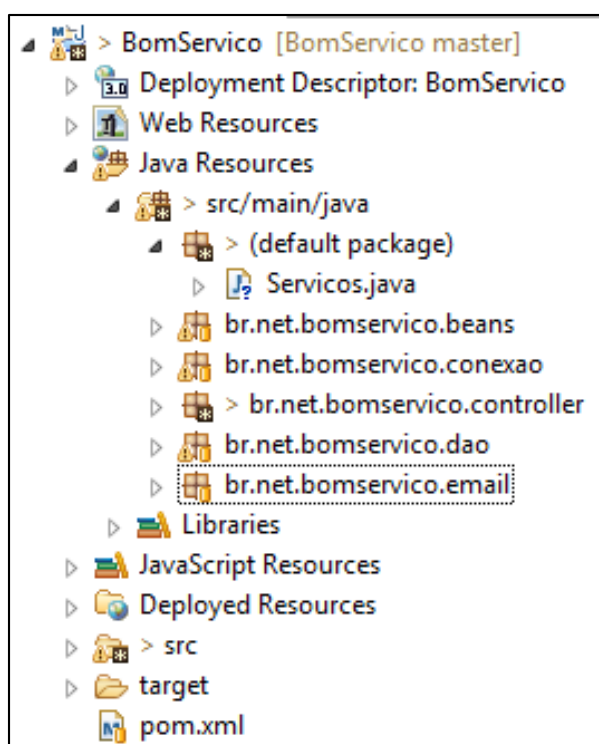 > BomServico [BomServico master]
3.0 Deployment Descriptor: BomServico
Web Resources
Java Resources
> src/main/java
> (default package)
Servicos.java
br.net.bomservico.beans
br.net.bomservico.conexao
> br.net.bomservico.controller
br.net.bomservico.dao
br.net.bomservico.email
Libraries
JavaScript Resources
Deployed Resources
> src
target
pom.xml